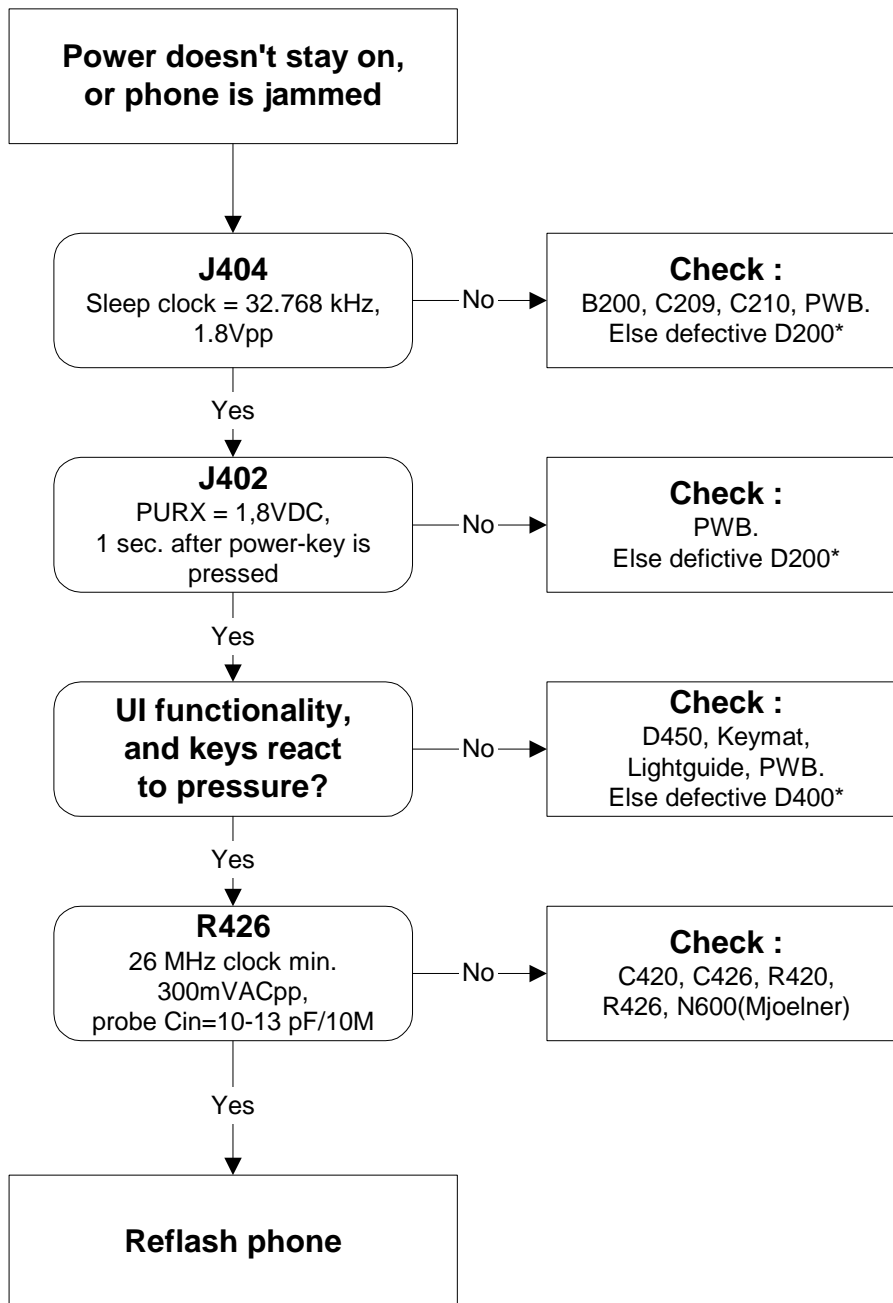 Power doesn't stay on,
or phone is jammed
J404
Sleep clock = 32.768 kHz,
1.8Vpp
No
Check :
B200, C209, C210, PWB.
Else defective D200*
Yes
J402
PURX = 1,8VDC,
1 sec. after power-key is
pressed
No
Check :
PWB.
Else defictive D200*
Yes
UI functionality,
and keys react
to pressure?
No
Check :
D450, Keymat,
Lightguide, PWB.
Else defective D400*
Yes
R426
26 MHz clock min.
300mVACpp,
probe Cin=10-13 pF/10M
No
Check :
C420, C426, R420,
R426, N600(Mjoelner)
Yes
Reflash phone